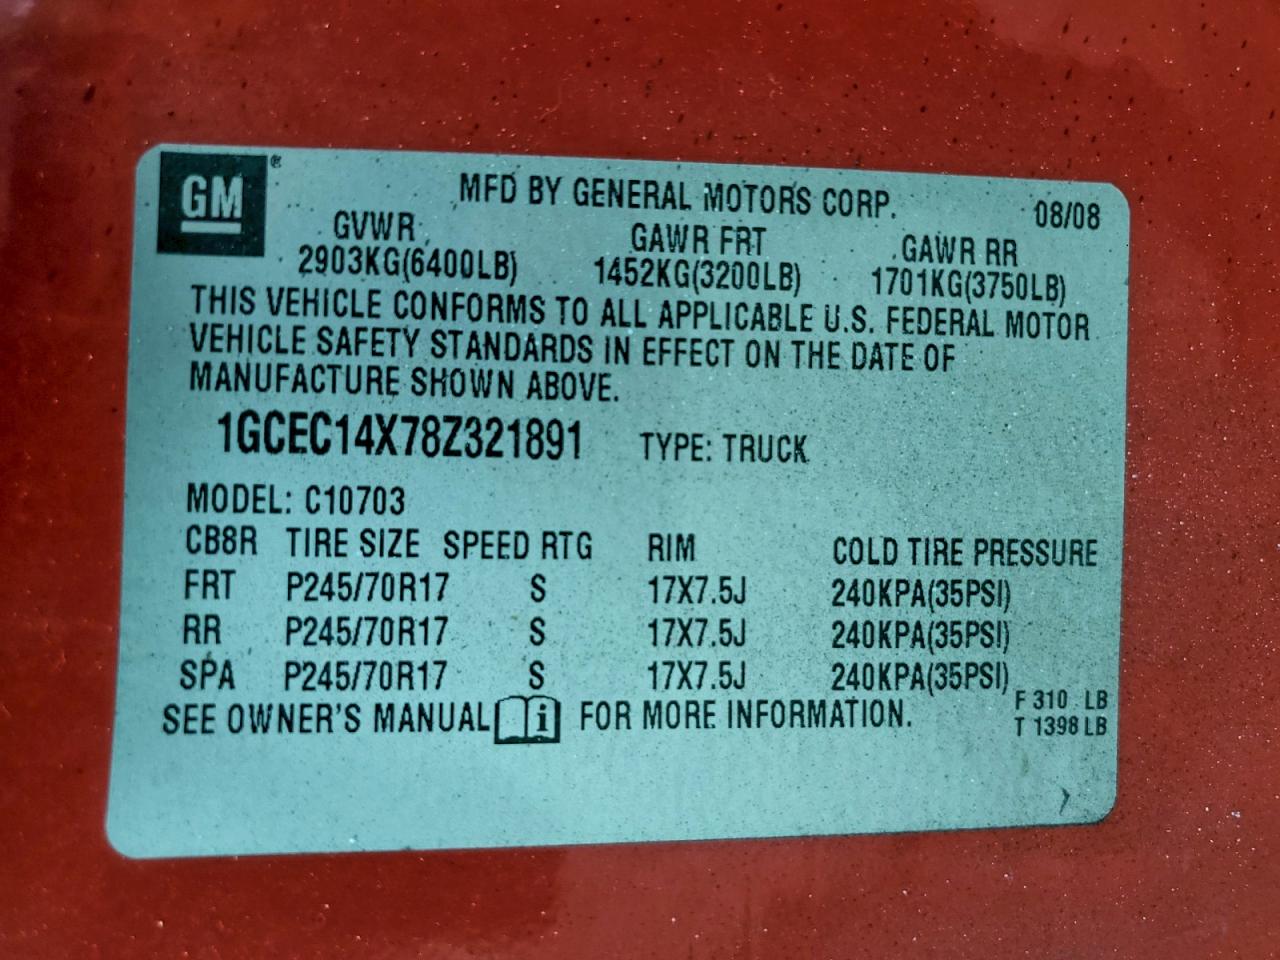 GM ®
MFD BY GENERAL MOTORS CORP. 08/08
GVWR GAWR FRT GAWR RR
2903KG(6400LB) 1452KG(3200LB) 1701KG(3750LB)
THIS VEHICLE CONFORMS TO ALL APPLICABLE U.S. FEDERAL MOTOR
VEHICLE SAFETY STANDARDS IN EFFECT ON THE DATE OF
MANUFACTURE SHOWN ABOVE.
1GCEC14X78Z321891 TYPE: TRUCK
MODEL: C10703
CB8R TIRE SIZE SPEED RTG RIM COLD TIRE PRESSURE
FRT P245/70R17 S 17X7.5J 240KPA(35PSI)
RR P245/70R17 S 17X7.5J 240KPA(35PSI)
SPA P245/70R17 S 17X7.5J 240KPA(35PSI)
SEE OWNER'S MANUAL i FOR MORE INFORMATION.
F 310 LB
T 1398 LB